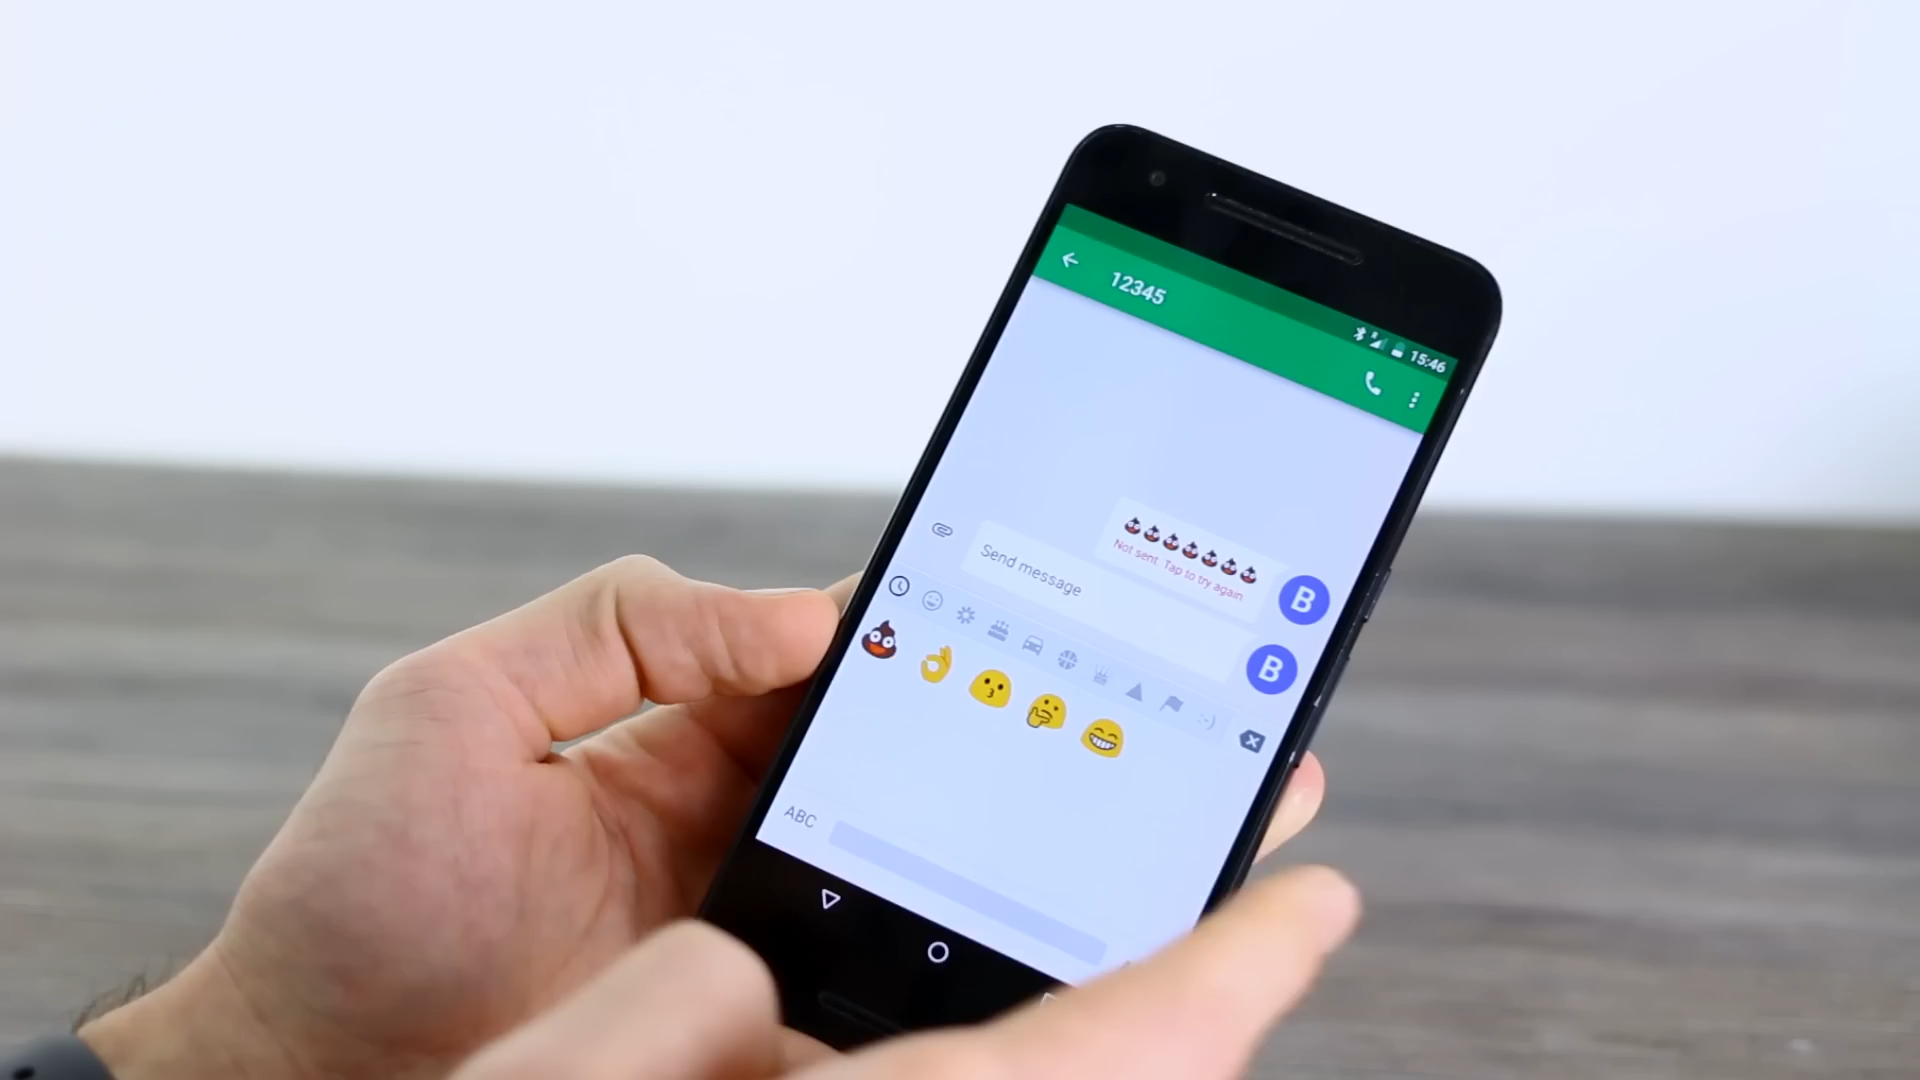 15:46
12345
Not sent. Tap to try again.
B
Send message
B
:-)
ABC